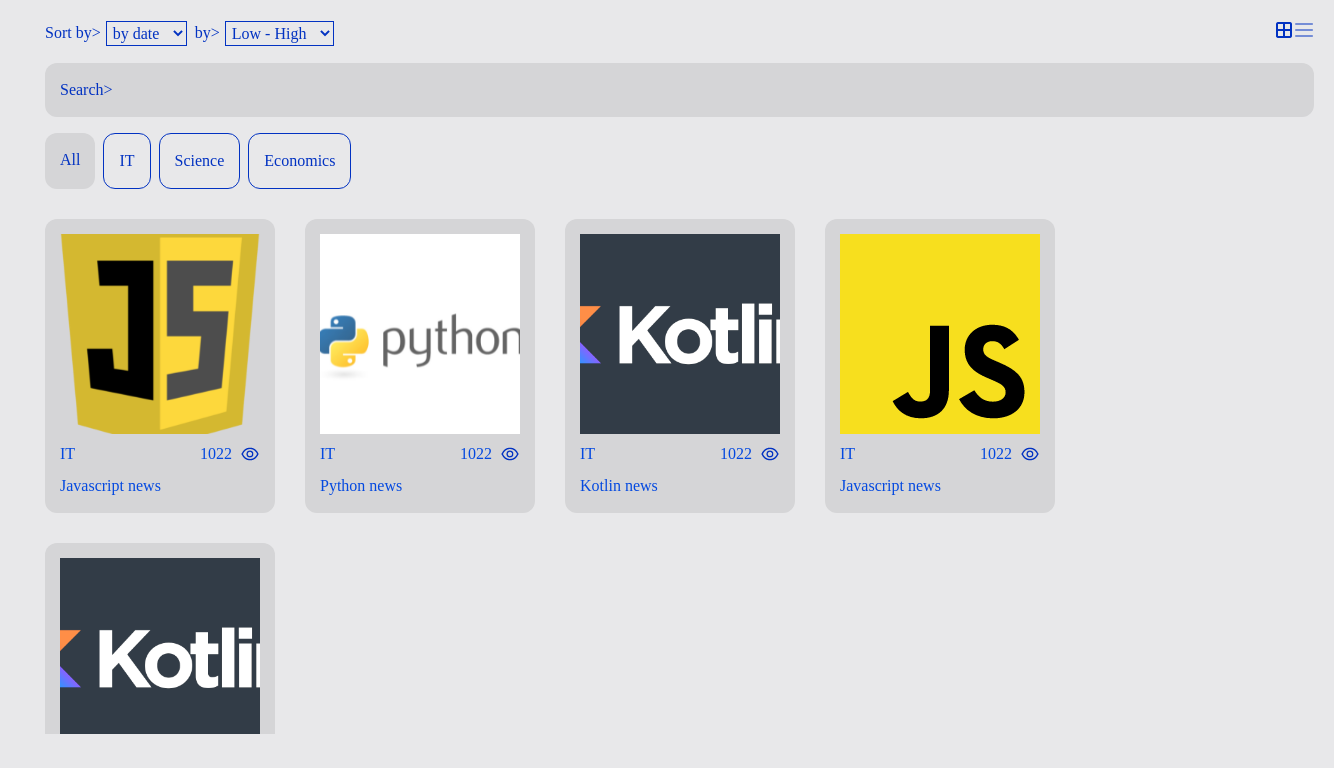 Sort by> by date by> Low - High
Search>
All IT Science Economics
JS python Kotlin JS
IT 1022 IT 1022 IT 1022 IT 1022
Javascript news Python news Kotlin news Javascript news
Kotlin